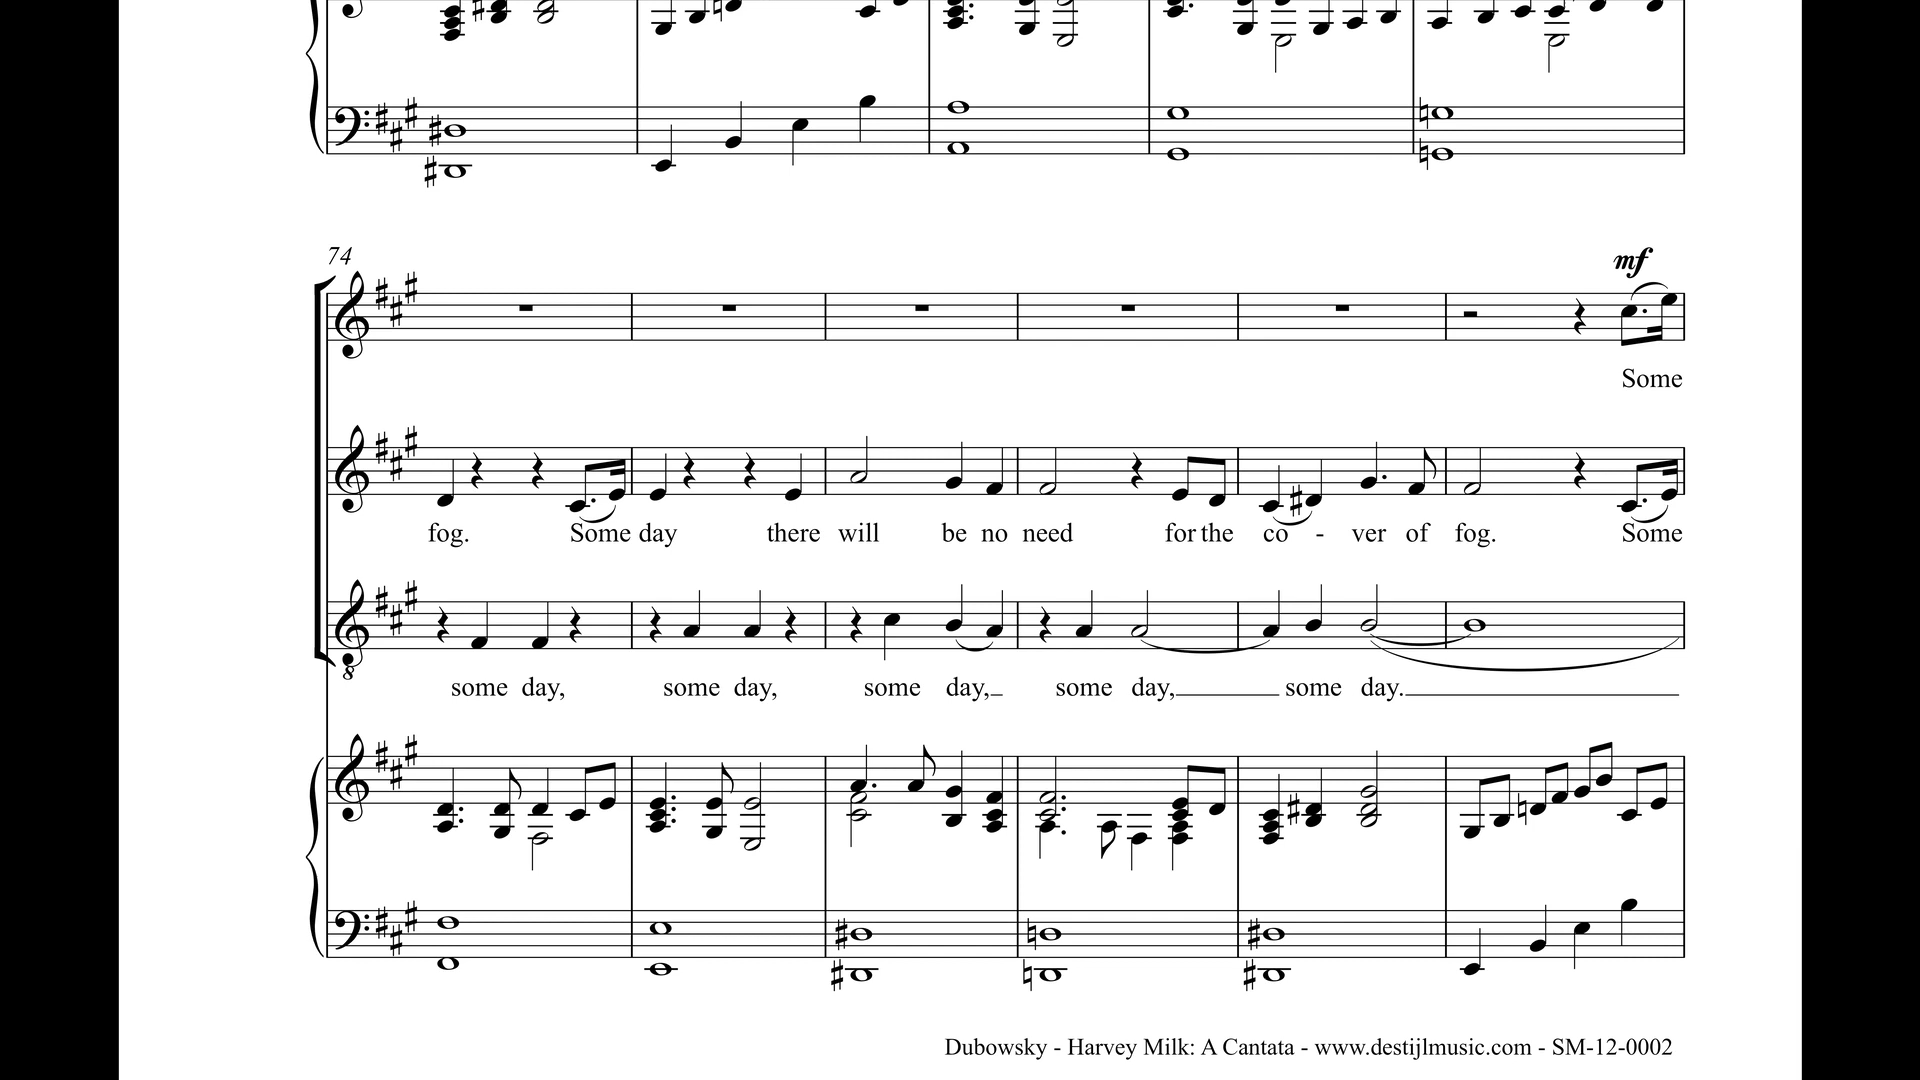 74
mf
Some
fog. Some day there will be no need for the co - ver of fog. Some
8
some day, some day, some day, some day, some day.
Dubowsky - Harvey Milk: A Cantata - www.destijlmusic.com - SM-12-0002